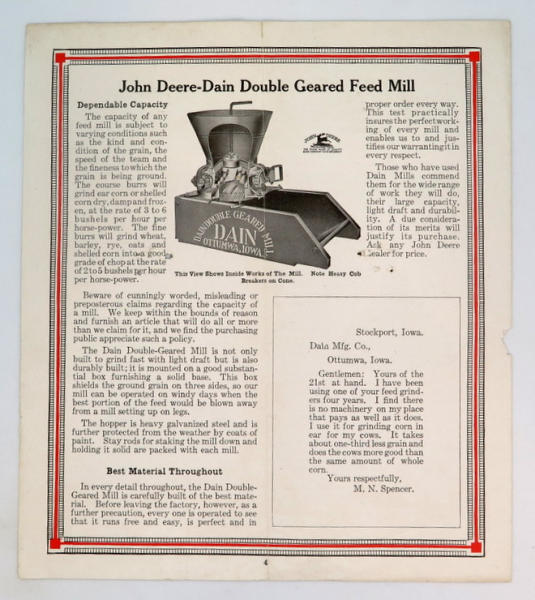 John Deere-Dain Double Geared Feed Mill
Dependable Capacity
The capacity of any
feed mill is subject to
varying conditions such
as the kind and con-
dition of the grain, the
speed of the team and
the fineness to which the
grain is being ground.
The course burrs will
grind ear corn or shelled
corn dry, damp and froz-
en, at the rate of 3 to 6
bushels per hour per
horse-power. The fine
burrs will grind wheat,
barley, rye, oats and
shelled corn into a good
grade of chop at the rate
of 2 to 5 bushels per hour
per horse-power.
JOHN DEERE
DAIN DOUBLE GEARED MILL
DAIN
OTTUMWA, IOWA.
This View Shows Inside Works of The Mill. Note Heavy Cob
Breakers on Cone.
proper order every way.
This test practically
insures the perfect work-
ing of every mill and
enables us to and jus-
tifies our warranting it in
every respect.
Those who have used
Dain Mills commend
them for the wide range
of work they will do,
their large capacity,
light draft and durabil-
ity. A due considera-
tion of its merits will
justify its purchase.
Ask any John Deere
Dealer for price.
Beware of cunningly worded, misleading or
preposterous claims regarding the capacity of
a mill. We keep within the bounds of reason
and furnish an article that will do all or more
than we claim for it, and we find the purchasing
public appreciate such a policy.
The Dain Double-Geared Mill is not only
built to grind fast with light draft but is also
durably built; it is mounted on a good substan-
tial box furnishing a solid base. This box
shields the ground grain on three sides, so our
mill can be operated on windy days when the
best portion of the feed would be blown away
from a mill setting up on legs.
The hopper is heavy galvanized steel and is
further protected from the weather by coats of
paint. Stay rods for staking the mill down and
holding it solid are packed with each mill.
Best Material Throughout
In every detail throughout, the Dain Double-
Geared Mill is carefully built of the best mate-
rial. Before leaving the factory, however, as a
further precaution, every one is operated to see
that it runs free and easy, is perfect and in
Stockport, Iowa.
Dain Mfg. Co.,
Ottumwa, Iowa.
Gentlemen: Yours of the
21st at hand. I have been
using one of your feed grind-
ers four years. I find there
is no machinery on my place
that pays as well as it does.
I use it for grinding corn in
ear for my cows. It takes
about one-third less grain and
does the cows more good than
the same amount of whole
corn.
Yours respectfully,
M. N. Spencer.
4